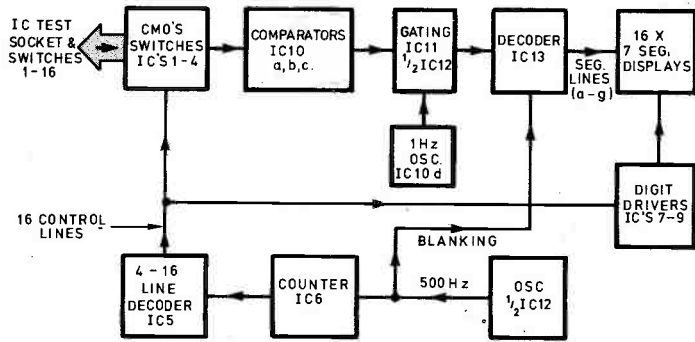 IC TEST
SOCKET &
SWITCHES
1-16
CMO'S
SWITCHES
IC'S 1-4
COMPARATORS
IC10
a,b,c.
GATING
IC11
1/2 IC12
DECODER
IC13
SEG.
LINES
(a-g)
16 X
7 SEG.
DISPLAYS
1Hz
OSC.
IC10 d
DIGIT
DRIVERS
IC'S 7-9
16 CONTROL
LINES
BLANKING
4-16
LINE
DECODER
IC5
COUNTER
IC6
500Hz
OSC
1/2 IC12